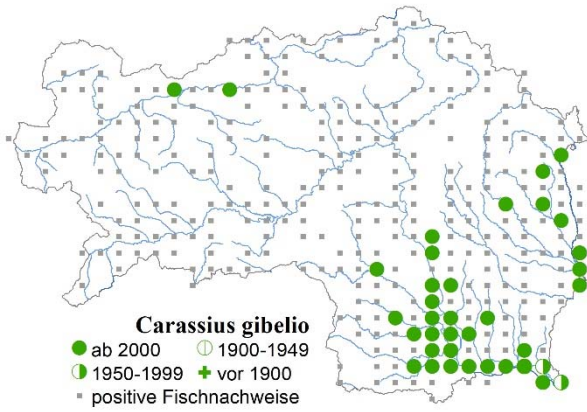 Carassius gibelio
ab 2000 1900-1949
1950-1999 vor 1900
positive Fischnachweise